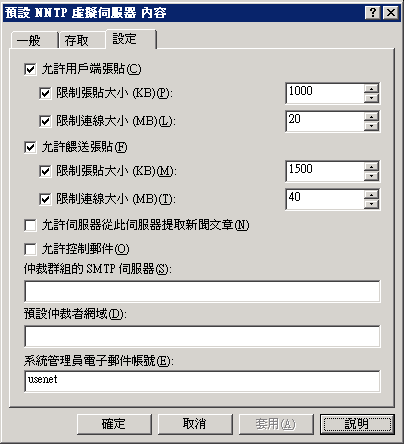 預設 NNTP 虛擬伺服器 內容
一般 存取 設定
允許用戶端張貼(C)
限制張貼大小 (KB)(P): 1000
限制連線大小 (MB)(L): 20
允許餵送張貼(F)
限制張貼大小 (KB)(M): 1500
限制連線大小 (MB)(T): 40
允許伺服器從此伺服器提取新聞文章(N)
允許控制郵件(O)
仲裁群組的 SMTP 伺服器(S):
預設仲裁者網域(D):
系統管理員電子郵件帳號(E):
usenet
確定 取消 套用(A) 說明